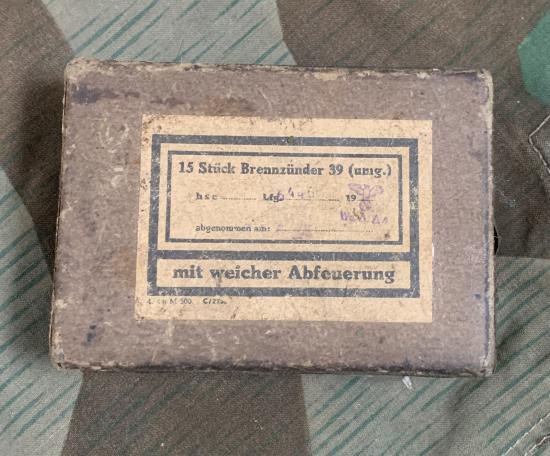 15 Stück Brennzünder 39 (umg.)
hsc Lfg. 19
abgenommen am:
mit weicher Abfeuerung